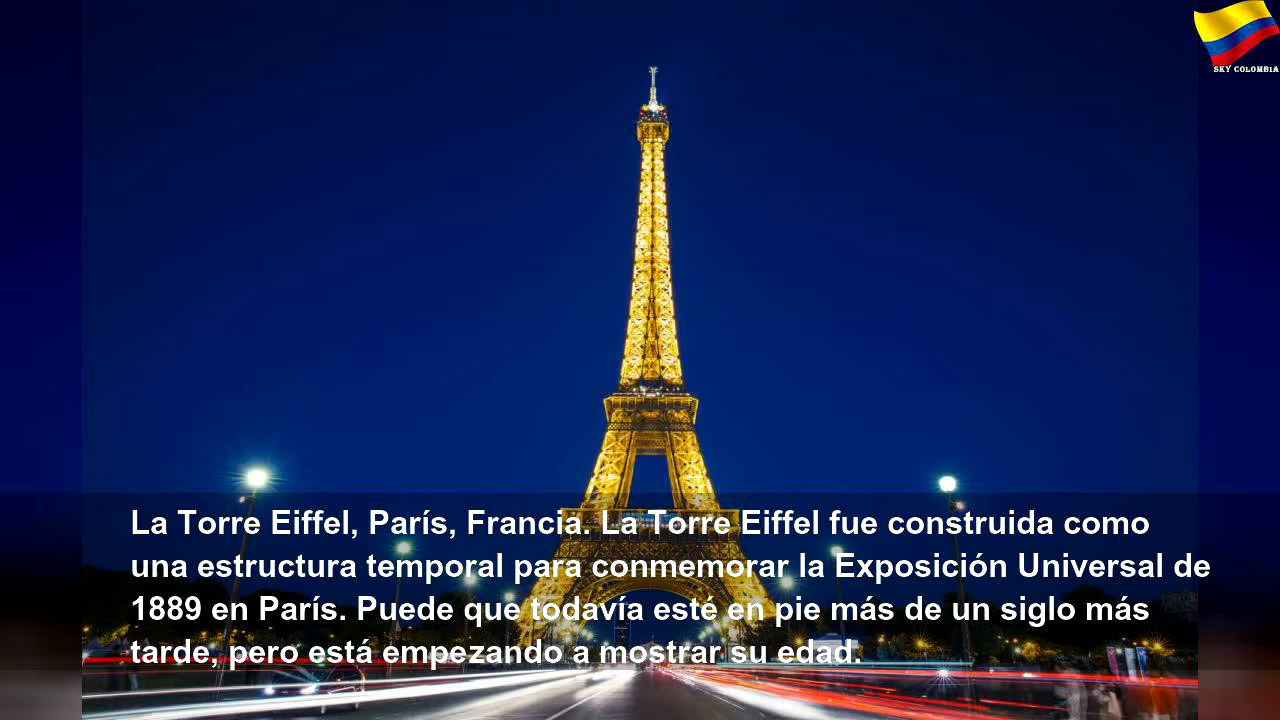 SKY COLOMBIA
La Torre Eiffel, París, Francia. La Torre Eiffel fue construida como
una estructura temporal para conmemorar la Exposición Universal de
1889 en París. Puede que todavía esté en pie más de un siglo más
tarde, pero está empezando a mostrar su edad.